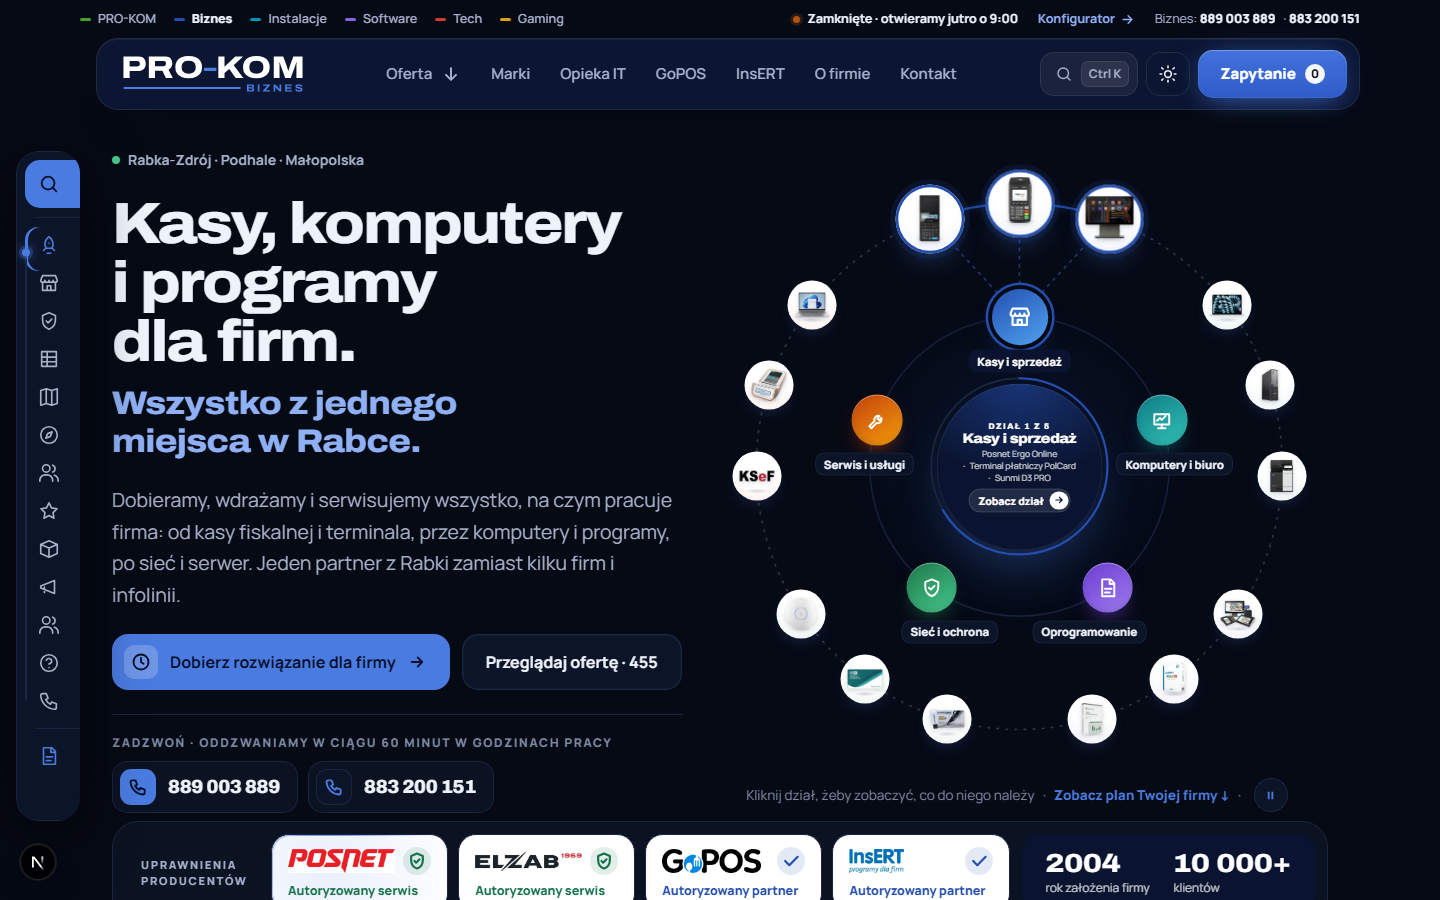 PRO-KOM
Biznes
Instalacje
Software
Tech
Gaming
Zamknięte · otwieramy jutro o 9:00
Konfigurator →
Biznes: 889 003 889 · 883 200 151
PRO-KOM
BIZNES
Oferta ↓
Marki
Opieka IT
GoPOS
InsERT
O firmie
Kontakt
Ctrl K
Zapytanie 0
Rabka-Zdrój · Podhale · Małopolska
Kasy, komputery
i programy
dla firm.
Wszystko z jednego
miejsca w Rabce.
Dobieramy, wdrażamy i serwisujemy wszystko, na czym pracuje
firma: od kasy fiskalnej i terminala, przez komputery i programy,
po sieć i serwer. Jeden partner z Rabki zamiast kilku firm i
infolinii.
Dobierz rozwiązanie dla firmy →
Przeglądaj ofertę · 455
ZADZWOŃ · ODDZWANIAMY W CIĄGU 60 MINUT W GODZINACH PRACY
889 003 889
883 200 151
Kasy i sprzedaż
DZIAŁ 1 Z 5
Kasy i sprzedaż
Posnet Ergo Online
· Terminal płatniczy PolCard
· Sunmi D3 PRO
Zobacz dział →
Serwis i usługi
Komputery i biuro
KSeF
Sieć i ochrona
Oprogramowanie
Kliknij dział, żeby zobaczyć, co do niego należy · Zobacz plan Twojej firmy ↓ ·
N
UPRAWNIENIA
PRODUCENTÓW
POSNET
Autoryzowany serwis
ELZAB 1969
Autoryzowany serwis
GoPOS
Autoryzowany partner
InsERT
programy dla firm
Autoryzowany partner
2004
rok założenia firmy
10 000+
klientów